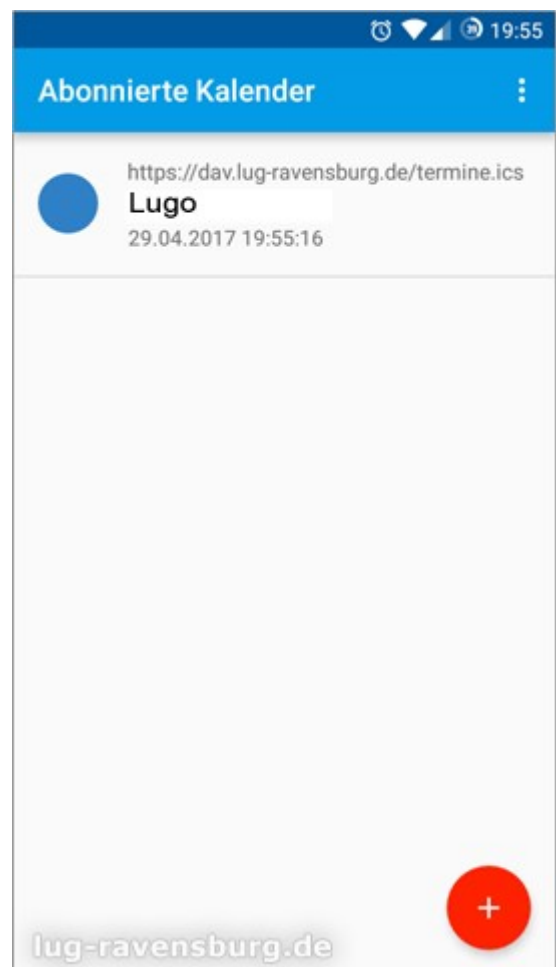 19:55
Abonnierte Kalender
https://dav.lug-ravensburg.de/termine.ics
Lugo
29.04.2017 19:55:16
+
lug-ravensburg.de